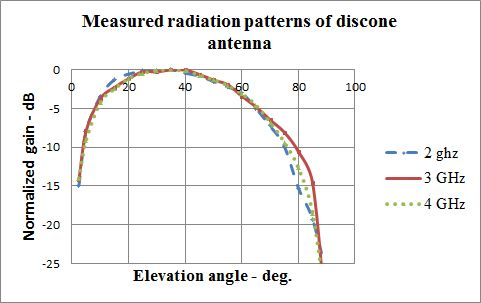 Measured radiation patterns of discone
antenna
Normalized gain - dB
0
-5
-10
-15
-20
-25
0
20
40
60
80
100
2 ghz
3 GHz
4 GHz
Elevation angle - deg.